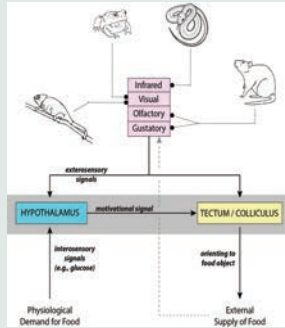 Infrared
Visual
Olfactory
Gustatory
exterosensory
signals
HYPOTHALAMUS
motivational signal
TECTUM / COLLICULUS
interosensory
signals
(e.g., glucose)
orienting to
food object
Physiological
Demand for Food
External
Supply of Food